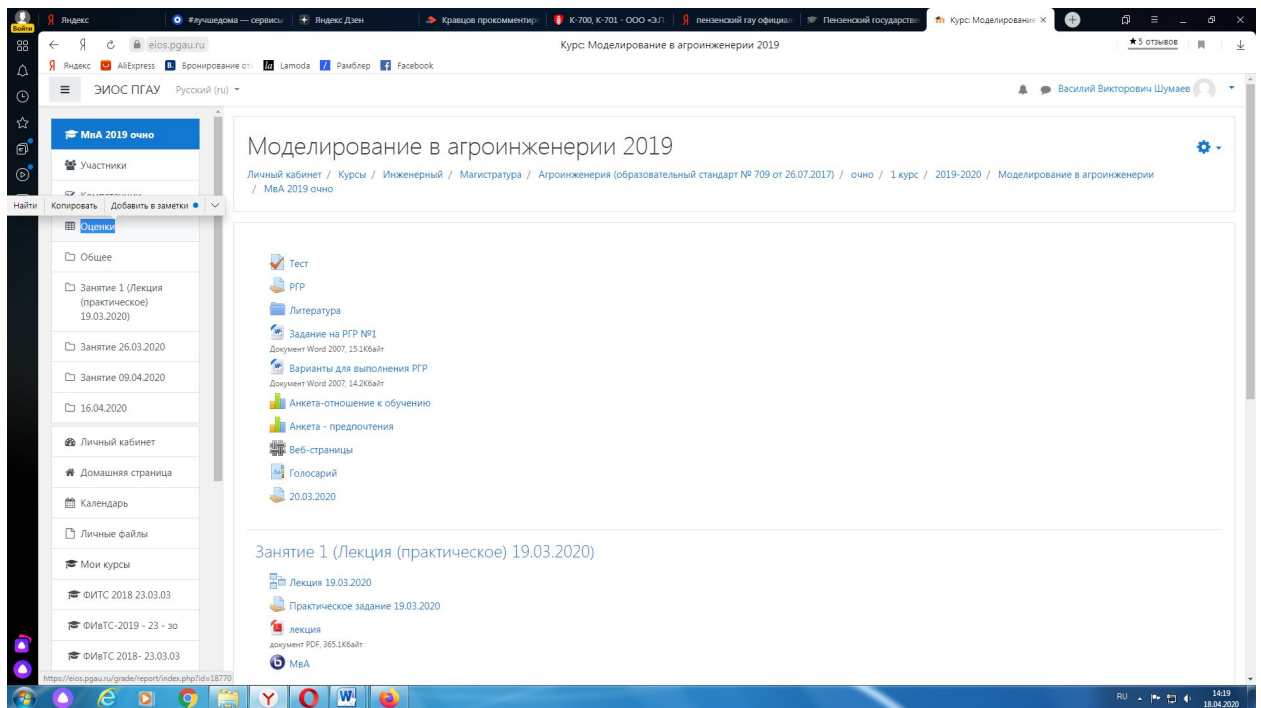 Яндекс
#лучшедома — сервисы
Яндекс Дзен
Кравцов прокомментиро
К-700, К-701 - ООО «Э.П.
пензенский гау официал
Пензенский государстве
Курс: Моделирование
Войти
eios.pgau.ru
Курс: Моделирование в агроинженерии 2019
★5 отзывов
Яндекс
AliExpress
Бронирование от
Lamoda
Рамблер
Facebook
ЭИОС ПГАУ
Русский (ru)
Василий Викторович Шумаев
МвА 2019 очно
Участники
Компетенции
Найти
Копировать
Добавить в заметки
Оценки
Общее
Занятие 1 (Лекция
(практическое)
19.03.2020)
Занятие 26.03.2020
Занятие 09.04.2020
16.04.2020
Личный кабинет
Домашняя страница
Календарь
Личные файлы
Мои курсы
ФИТС 2018 23.03.03
ФИвТС-2019 - 23 - зо
ФИвТС 2018- 23.03.03
https://eios.pgau.ru/grade/report/index.php?id=18770
Моделирование в агроинженерии 2019
Личный кабинет / Курсы / Инженерный / Магистратура / Агроинженерия (образовательный стандарт № 709 от 26.07.2017) / очно / 1 курс / 2019-2020 / Моделирование в агроинженерии
/ МвА 2019 очно
Тест
РГР
Литература
Задание на РГР №1
Документ Word 2007, 15.1Кбайт
Варианты для выполнения РГР
Документ Word 2007, 14.2Кбайт
Анкета-отношение к обучению
Анкета - предпочтения
Веб-страницы
Голосарий
20.03.2020
Занятие 1 (Лекция (практическое) 19.03.2020)
Лекция 19.03.2020
Практическое задание 19.03.2020
лекция
документ PDF, 365.1Кбайт
МвА
RU
14:19
18.04.2020